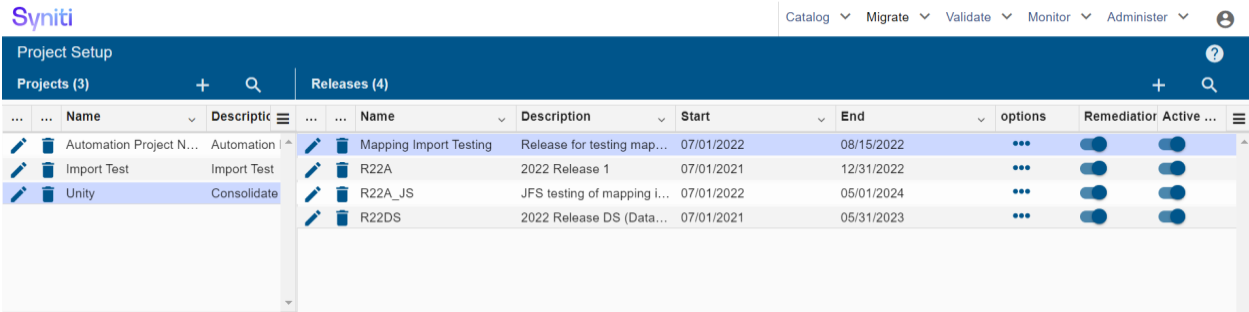 Syniti
Catalog Migrate Validate Monitor Administer
Project Setup
Projects (3) Releases (4)
... ... Name Descriptic ... ... Name Description Start End options Remediatior Active ...
Automation Project N... Automation Mapping Import Testing Release for testing map... 07/01/2022 08/15/2022 •••
Import Test Import Test R22A 2022 Release 1 07/01/2021 12/31/2022 •••
Unity Consolidate R22A_JS JFS testing of mapping i... 07/01/2022 05/01/2024 •••
R22DS 2022 Release DS (Data... 07/01/2021 05/31/2023 •••